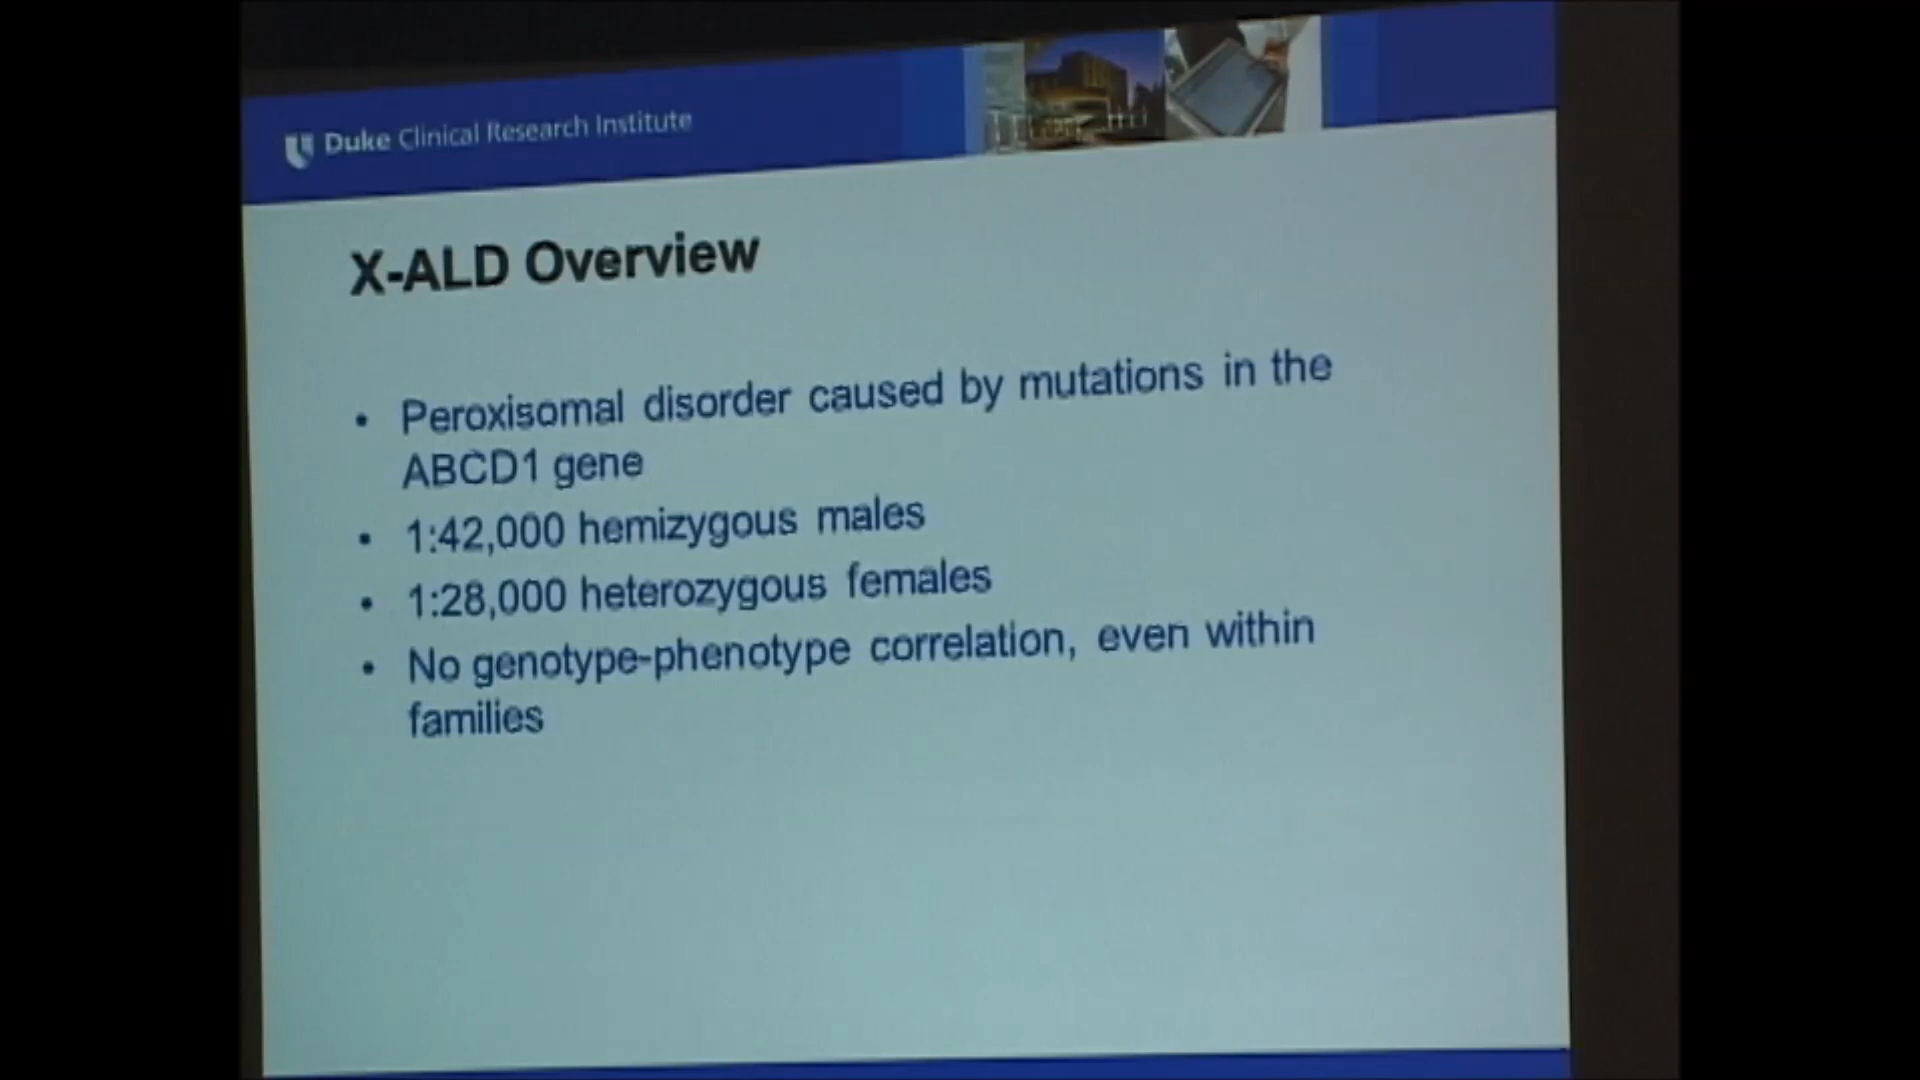 Duke Clinical Research Institute
X-ALD Overview
• Peroxisomal disorder caused by mutations in the
ABCD1 gene
• 1:42,000 hemizygous males
• 1:28,000 heterozygous females
• No genotype-phenotype correlation, even within
families